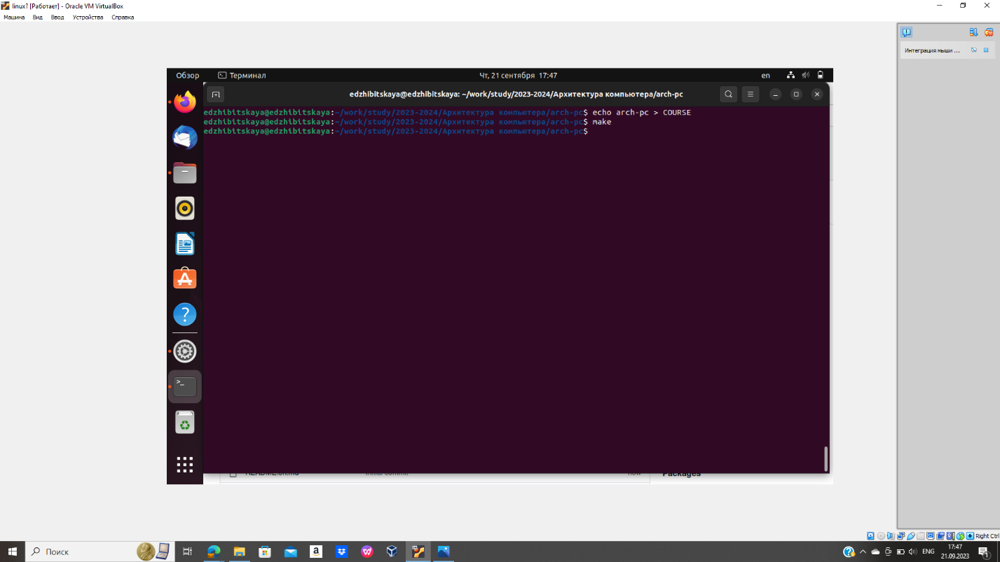 linux? [Работает] - Oracle VM VirtualBox
Машина Вид Ввод Устройства Справка
Интеграция мыши ...
Обзор Терминал Чт, 21 сентября 17:47 en
edzhibitskaya@edzhibitskaya: ~/work/study/2023-2024/Архитектура компьютера/arch-pc
edzhibitskaya@edzhibitskaya:~/work/study/2023-2024/Архитектура компьютера/arch-pc$ echo arch-pc > COURSE
edzhibitskaya@edzhibitskaya:~/work/study/2023-2024/Архитектура компьютера/arch-pc$ make
edzhibitskaya@edzhibitskaya:~/work/study/2023-2024/Архитектура компьютера/arch-pc$
README.en.md Initial commit now Packages
Right Ctrl
Поиск
ENG
17:47
21.09.2023
1